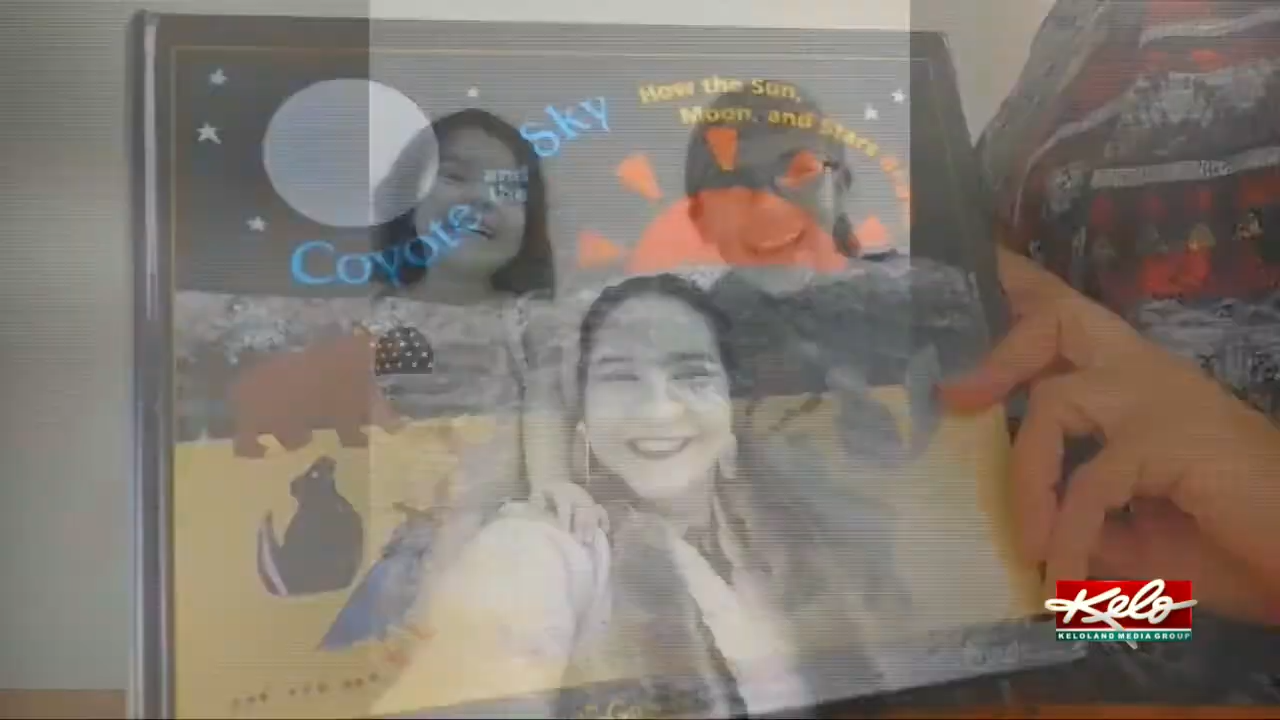 How the Sun,
Moon, and Stars
Sky
and
the
Coyote
Kelo
KELOLAND MEDIA GROUP